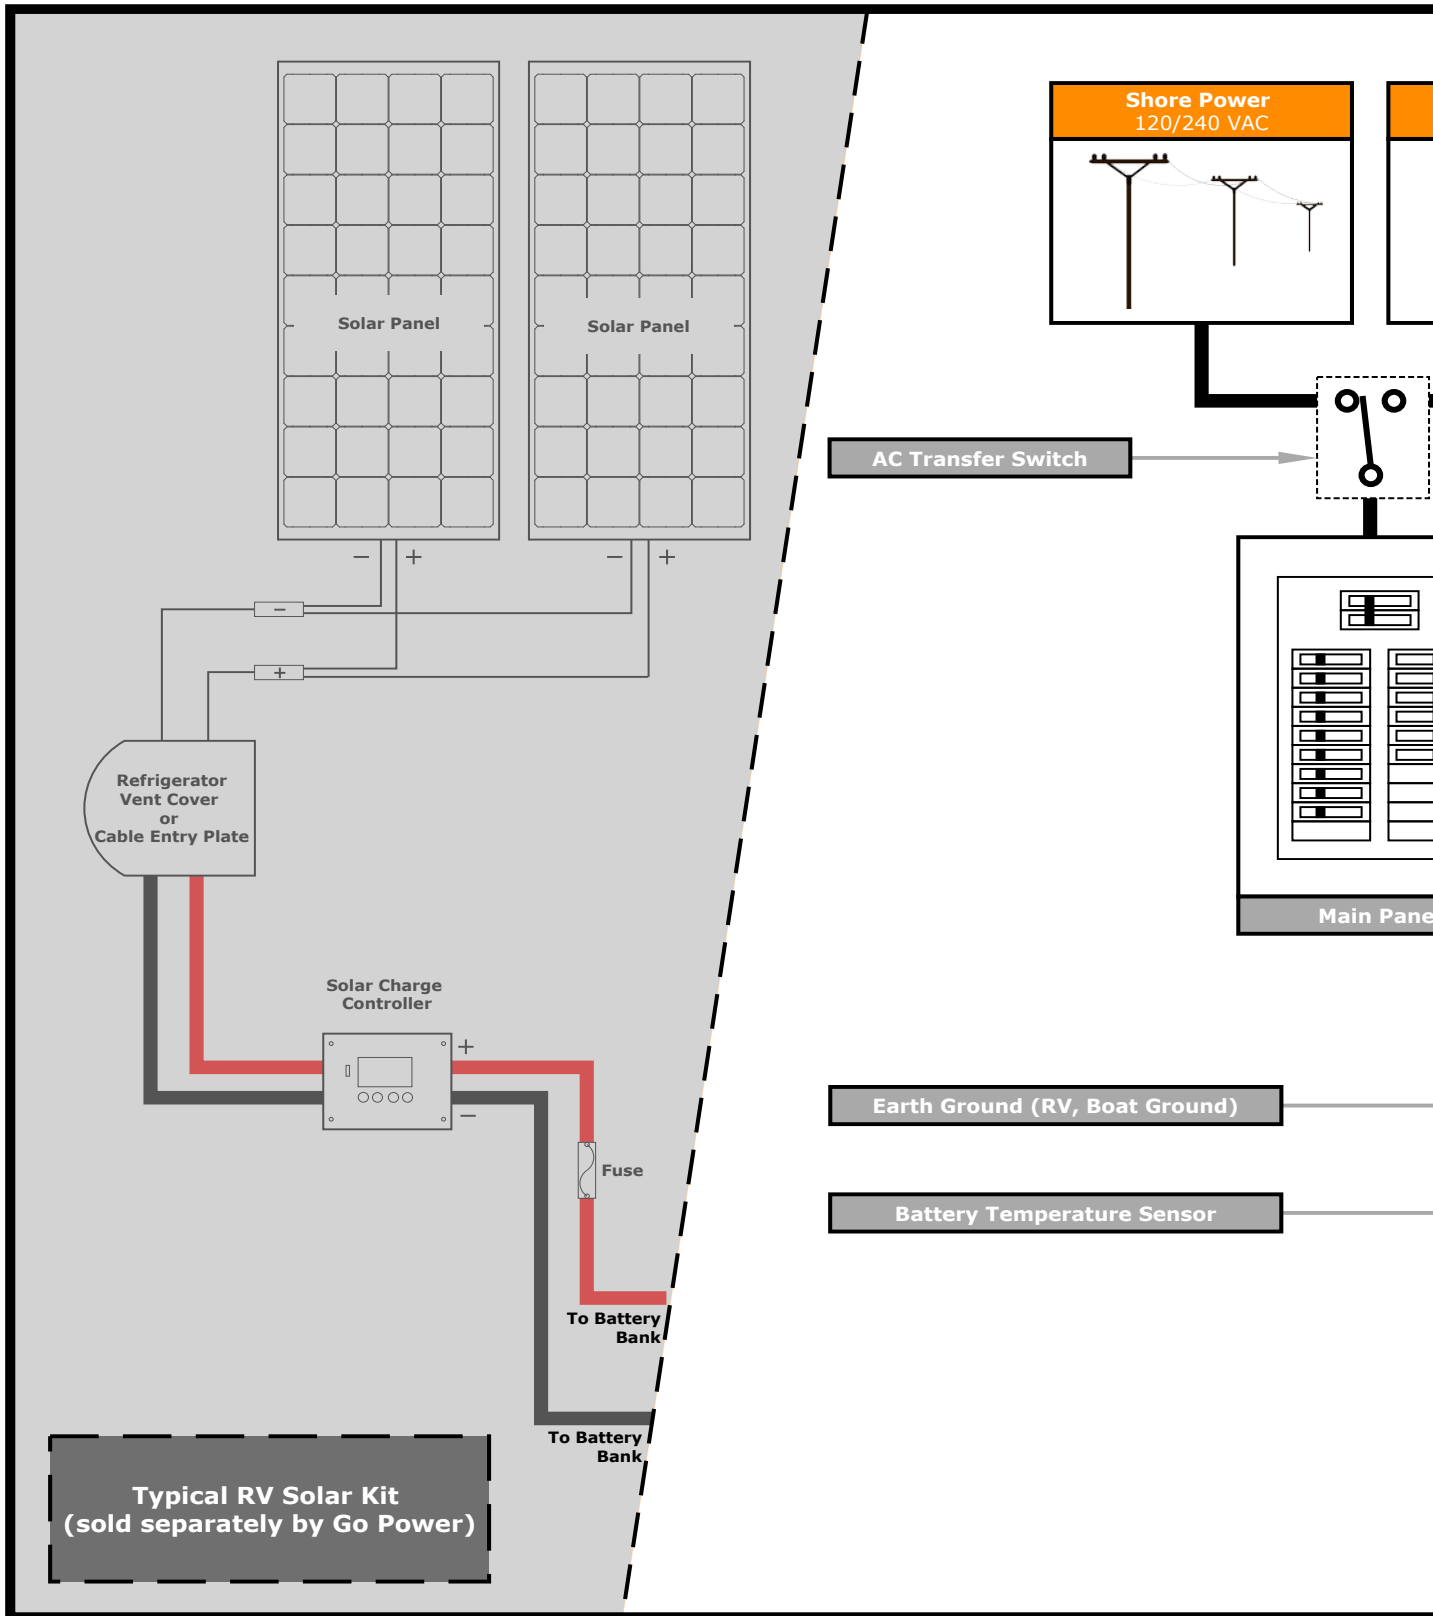 Shore Power
120/240 VAC
Solar Panel
Solar Panel
AC Transfer Switch
− +
− +
−
+
Refrigerator
Vent Cover
or
Cable Entry Plate
Main Pane
Solar Charge
Controller
+
−
Earth Ground (RV, Boat Ground)
Fuse
Battery Temperature Sensor
To Battery
Bank
To Battery
Bank
Typical RV Solar Kit
(sold separately by Go Power)